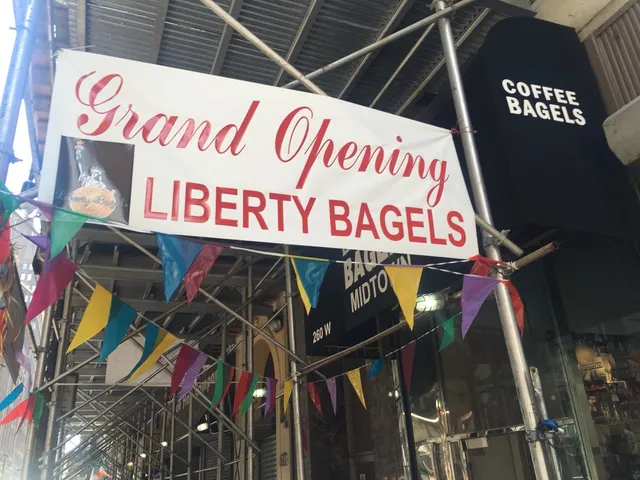 Grand Opening
LIBERTY BAGELS
COFFEE
BAGELS
MIDTOWN
260 W